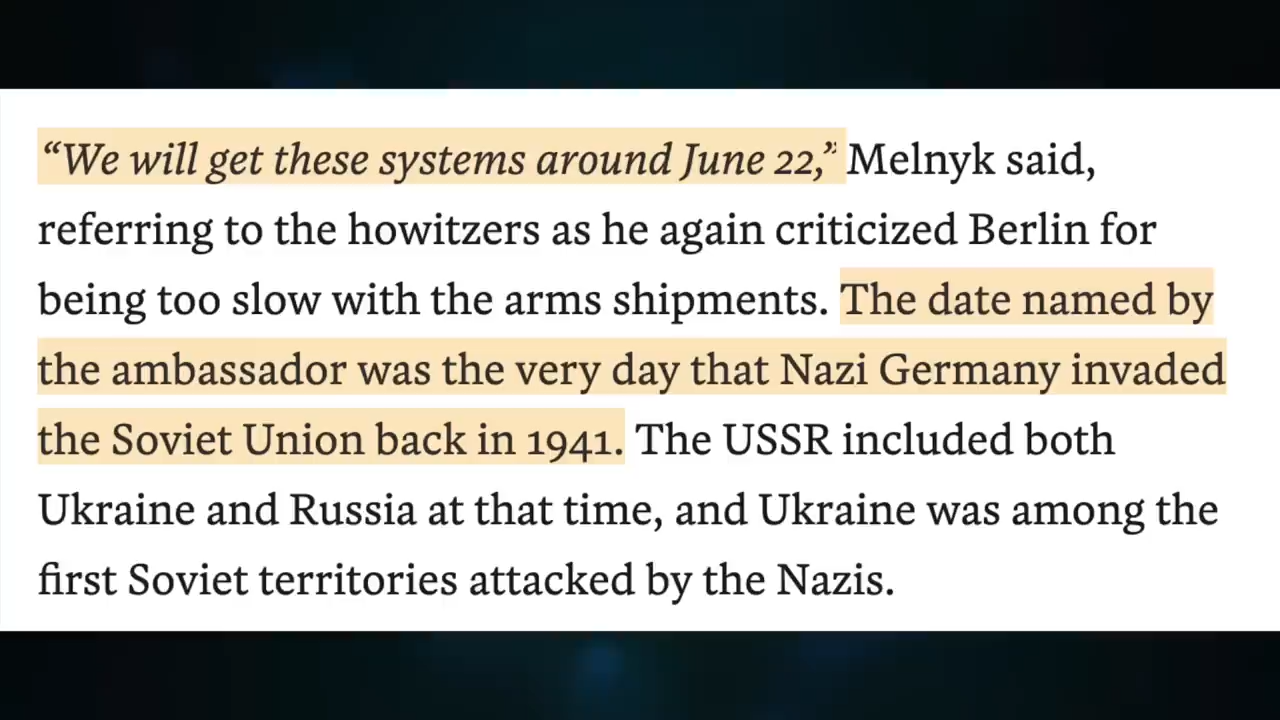 “We will get these systems around June 22,” Melnyk said,
referring to the howitzers as he again criticized Berlin for
being too slow with the arms shipments. The date named by
the ambassador was the very day that Nazi Germany invaded
the Soviet Union back in 1941. The USSR included both
Ukraine and Russia at that time, and Ukraine was among the
first Soviet territories attacked by the Nazis.